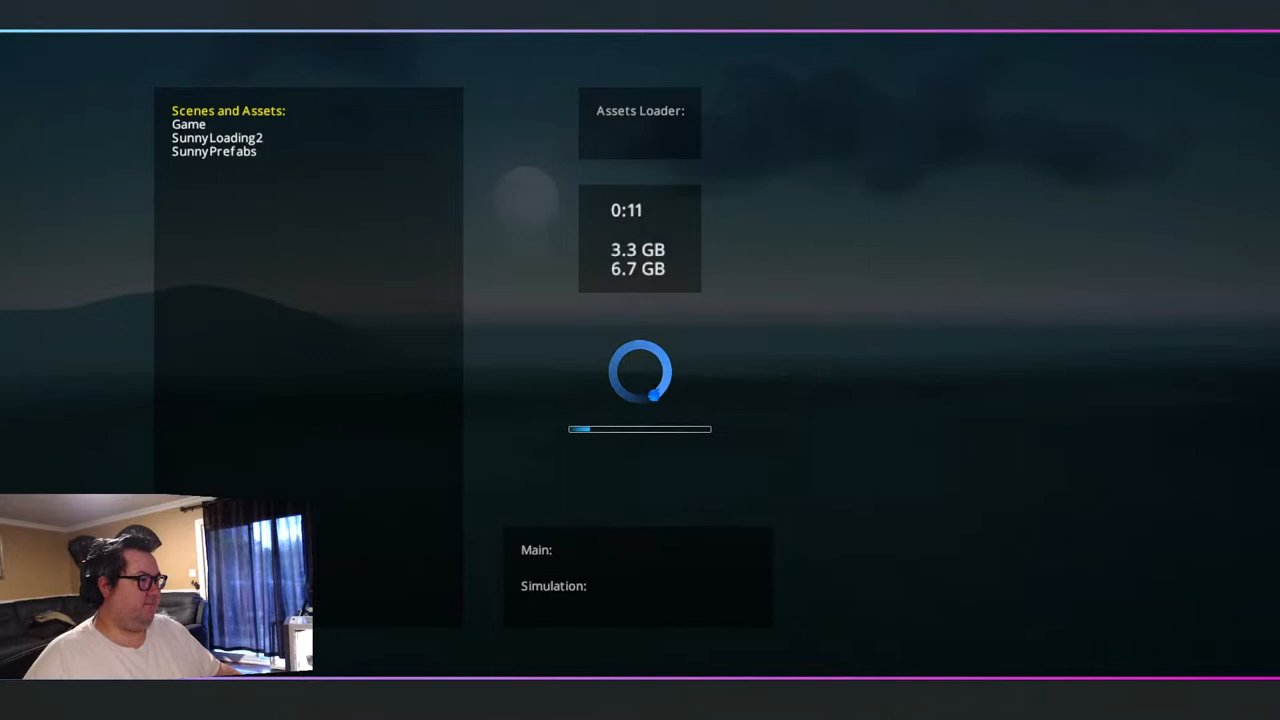 Scenes and Assets:
Game
SunnyLoading2
SunnyPrefabs
Assets Loader:
0:11
3.3 GB
6.7 GB
Main:
Simulation: